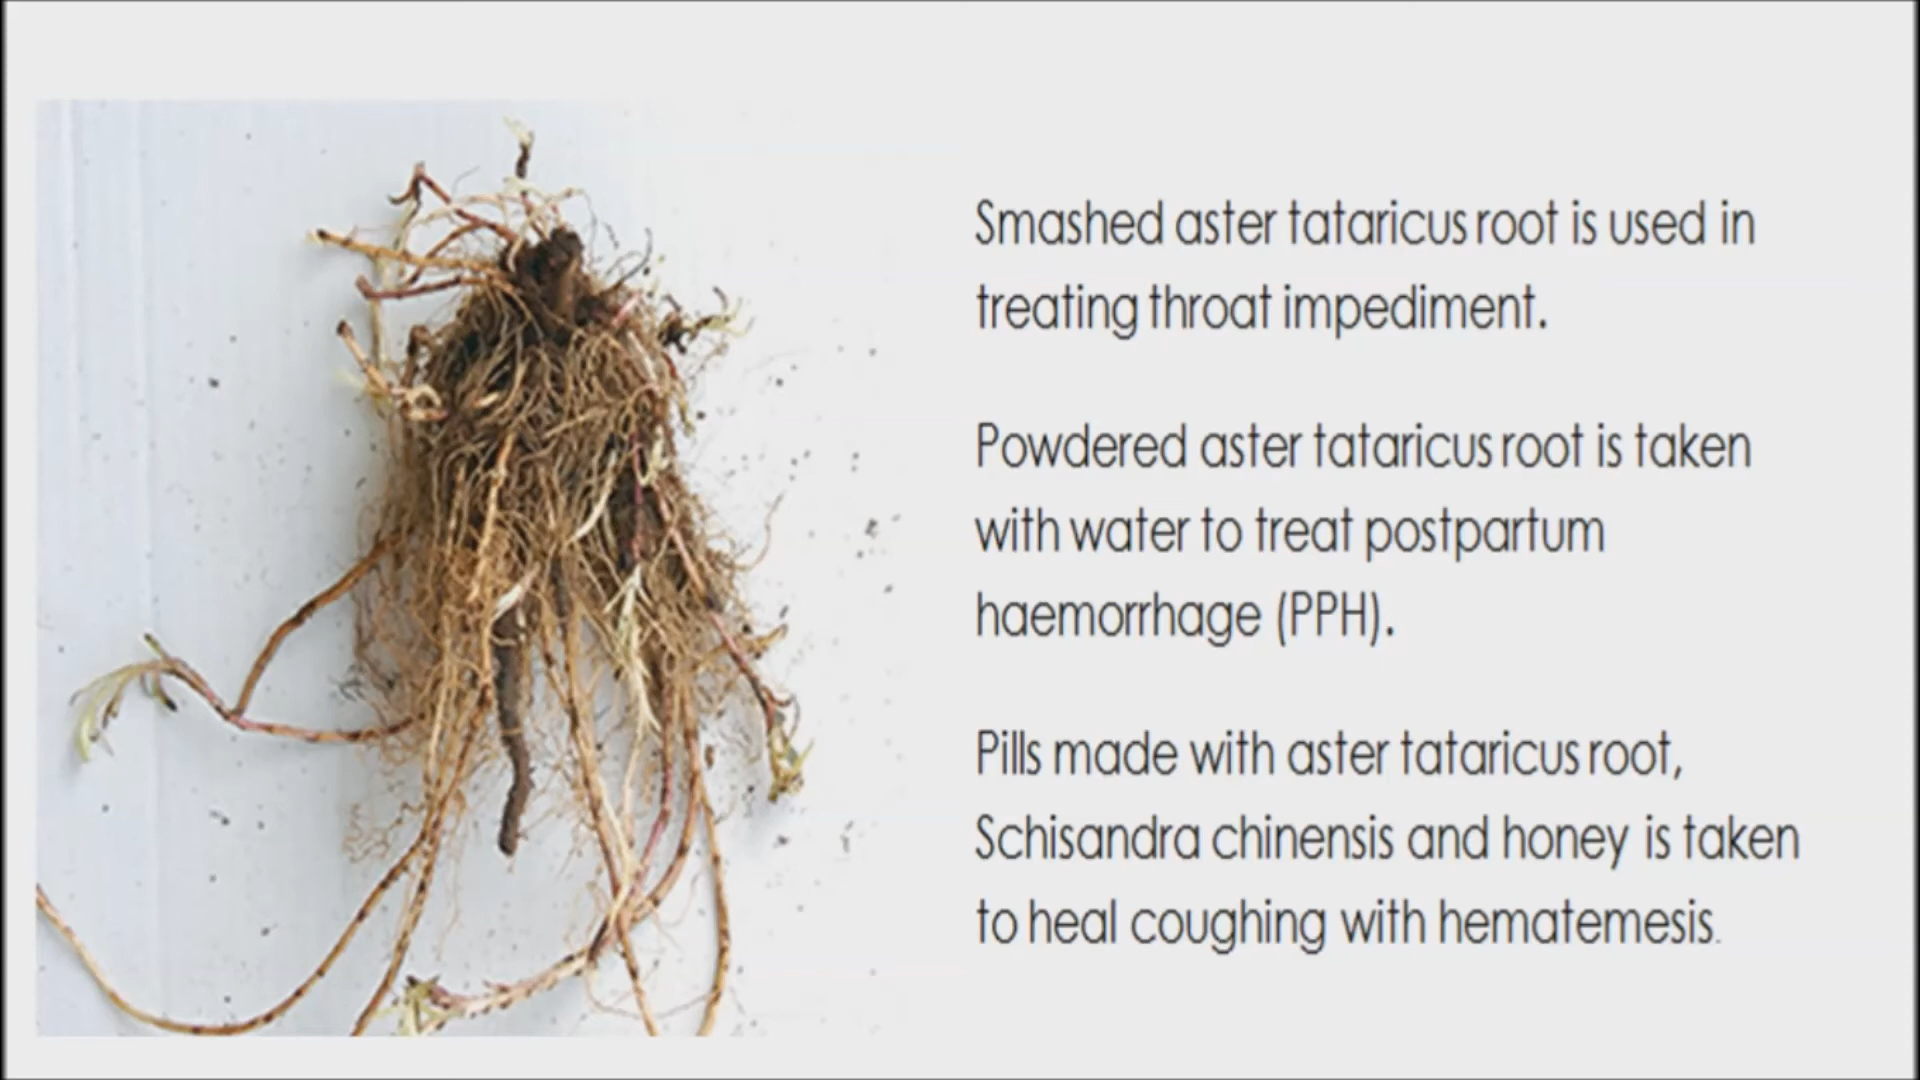 Smashed aster tataricus root is used in
treating throat impediment.
Powdered aster tataricus root is taken
with water to treat postpartum
haemorrhage (PPH).
Pills made with aster tataricus root,
Schisandra chinensis and honey is taken
to heal coughing with hematemesis.